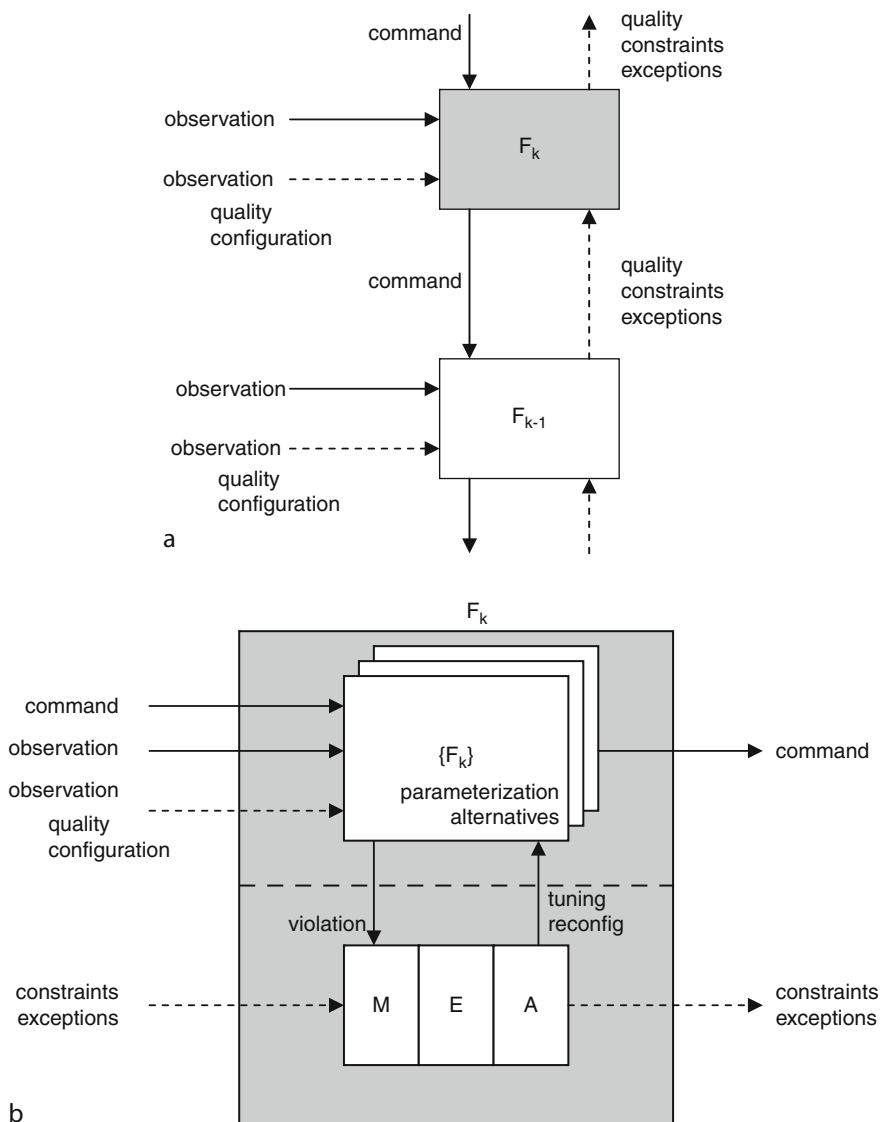 command
quality
constraints
exceptions
observation
F_k
observation
quality
configuration
command
quality
constraints
exceptions
observation
F_k-1
observation
quality
configuration
a
F_k
command
observation
{F_k}
observation
parameterization
alternatives
command
quality
configuration
tuning
reconfig
violation
constraints
exceptions
M
E
A
constraints
exceptions
b